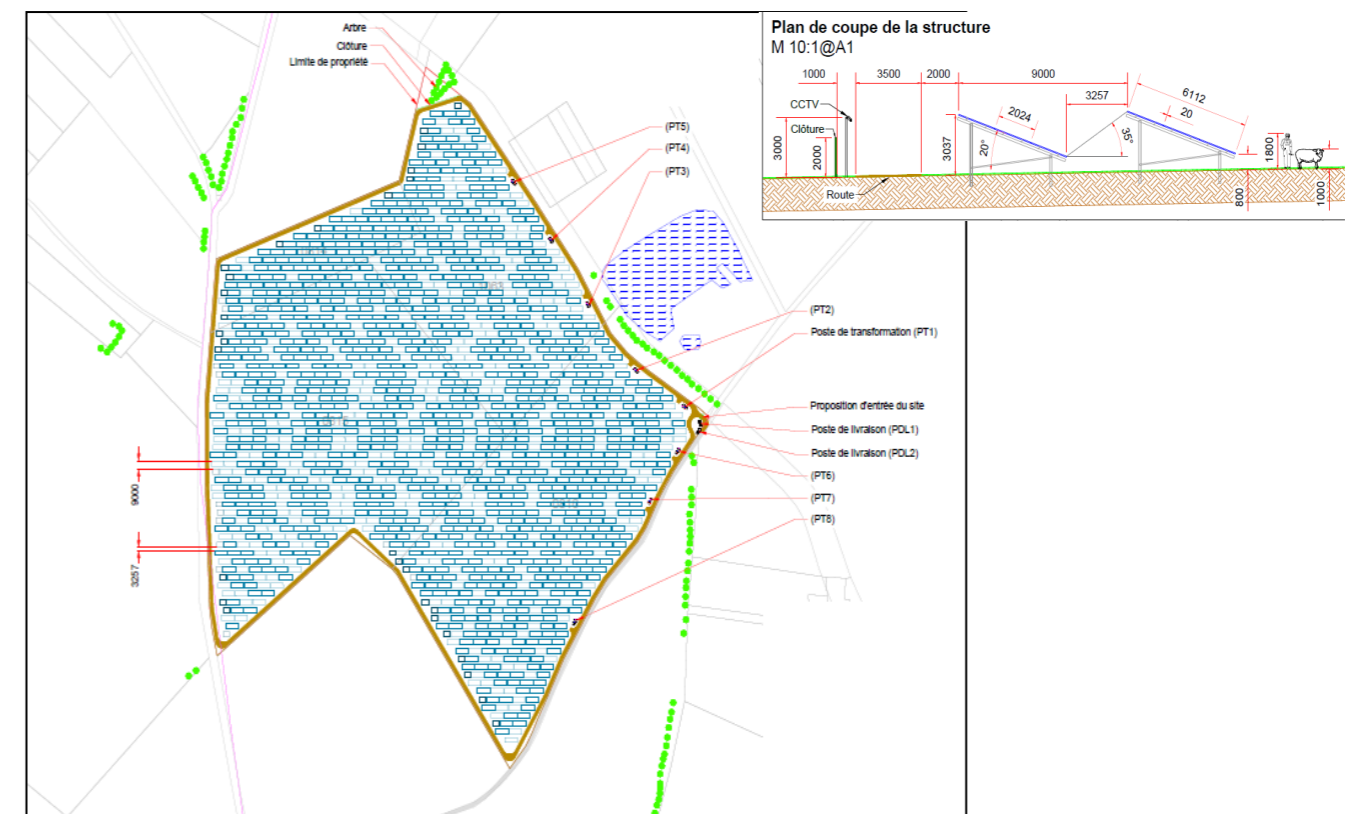 Arbre
Clôture
Limite de propriété
(PT5)
(PT4)
(PT3)
(PT2)
Poste de transformation (PT1)
Proposition d'entrée du site
Poste de livraison (PDL1)
Poste de livraison (PDL2)
(PT6)
(PT7)
(PT8)
9000
3257
Plan de coupe de la structure
M 10:1@A1
1000
3500
2000
9000
3257
6112
CCTV
2024
20
Clôture
3000
2000
3037
20°
35°
1800
Route
800
1000